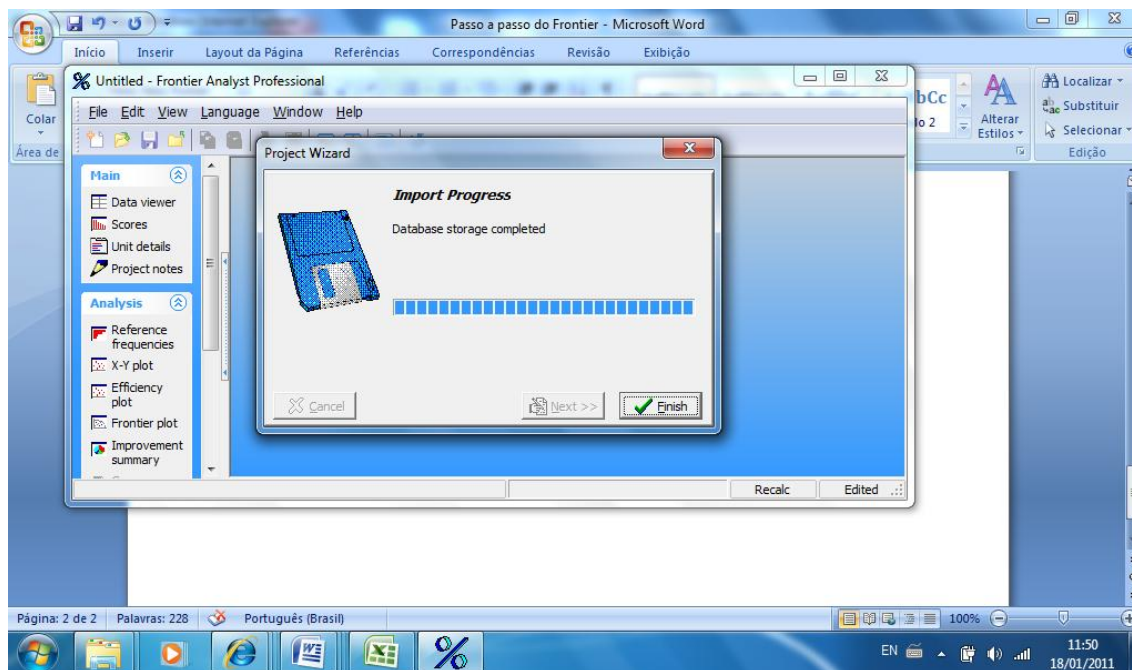 Passo a passo do Frontier - Microsoft Word
Início Inserir Layout da Página Referências Correspondências Revisão Exibição
Colar
Área de
bCc
lo 2
Alterar
Estilos
Localizar
Substituir
Selecionar
Edição
Untitled - Frontier Analyst Professional
File Edit View Language Window Help
Main
Data viewer
Scores
Unit details
Project notes
Analysis
Reference
frequencies
X-Y plot
Efficiency
plot
Frontier plot
Improvement
summary
Project Wizard
Import Progress
Database storage completed
Cancel Next >> Finish
Recalc Edited
Página: 2 de 2 Palavras: 228 Português (Brasil) 100%
EN 11:50
18/01/2011